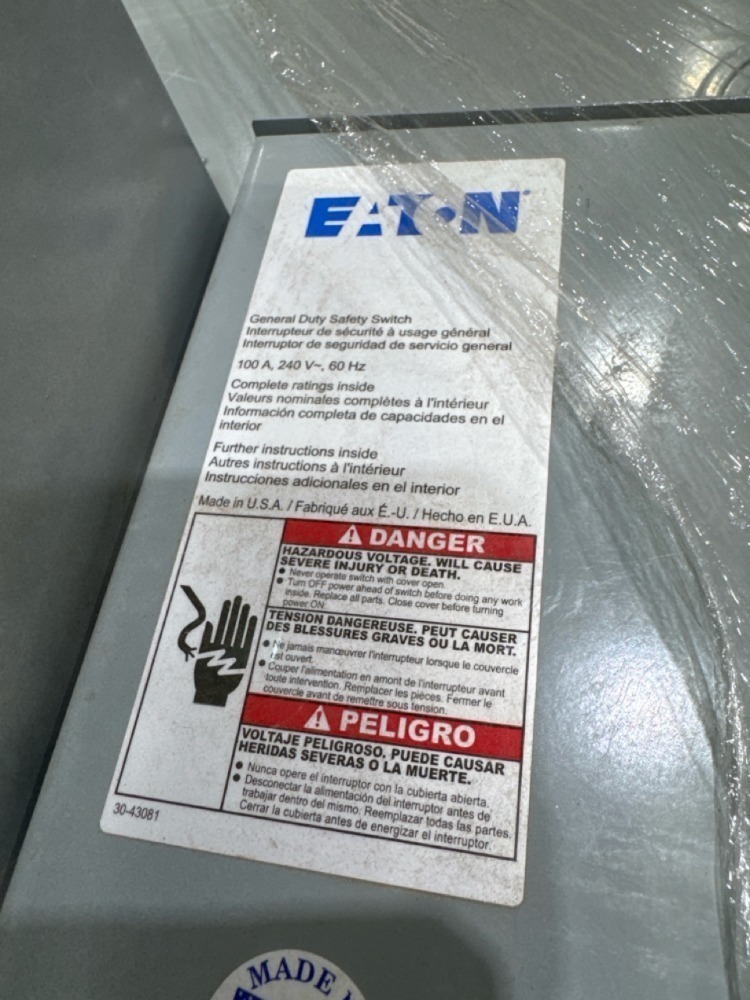 EATON
General Duty Safety Switch
Interrupteur de sécurité à usage général
Interruptor de seguridad de servicio general
100 A, 240 V~, 60 Hz
Complete ratings inside
Valeurs nominales complètes à l'intérieur
Información completa de capacidades en el
interior
Further instructions inside
Autres instructions à l'intérieur
Instrucciones adicionales en el interior
Made in U.S.A. / Fabriqué aux É.-U. / Hecho en E.U.A.
⚠ DANGER
HAZARDOUS VOLTAGE. WILL CAUSE
SEVERE INJURY OR DEATH.
● Never operate switch with cover open.
● Turn OFF power ahead of switch before doing any work
inside. Replace all parts. Close cover before turning
power ON.
TENSION DANGEREUSE. PEUT CAUSER
DES BLESSURES GRAVES OU LA MORT.
● Ne jamais manœuvrer l'interrupteur lorsque le couvercle
est ouvert.
● Couper l'alimentation en amont de l'interrupteur avant
toute intervention. Remplacer les pièces. Fermer le
couvercle avant de remettre sous tension.
⚠ PELIGRO
VOLTAJE PELIGROSO, PUEDE CAUSAR
HERIDAS SEVERAS O LA MUERTE.
● Nunca opere el interruptor con la cubierta abierta.
● Desconectar la alimentación del interruptor antes de
trabajar dentro del mismo. Reemplazar todas las partes.
Cerrar la cubierta antes de energizar el interruptor.
30-43081
MADE